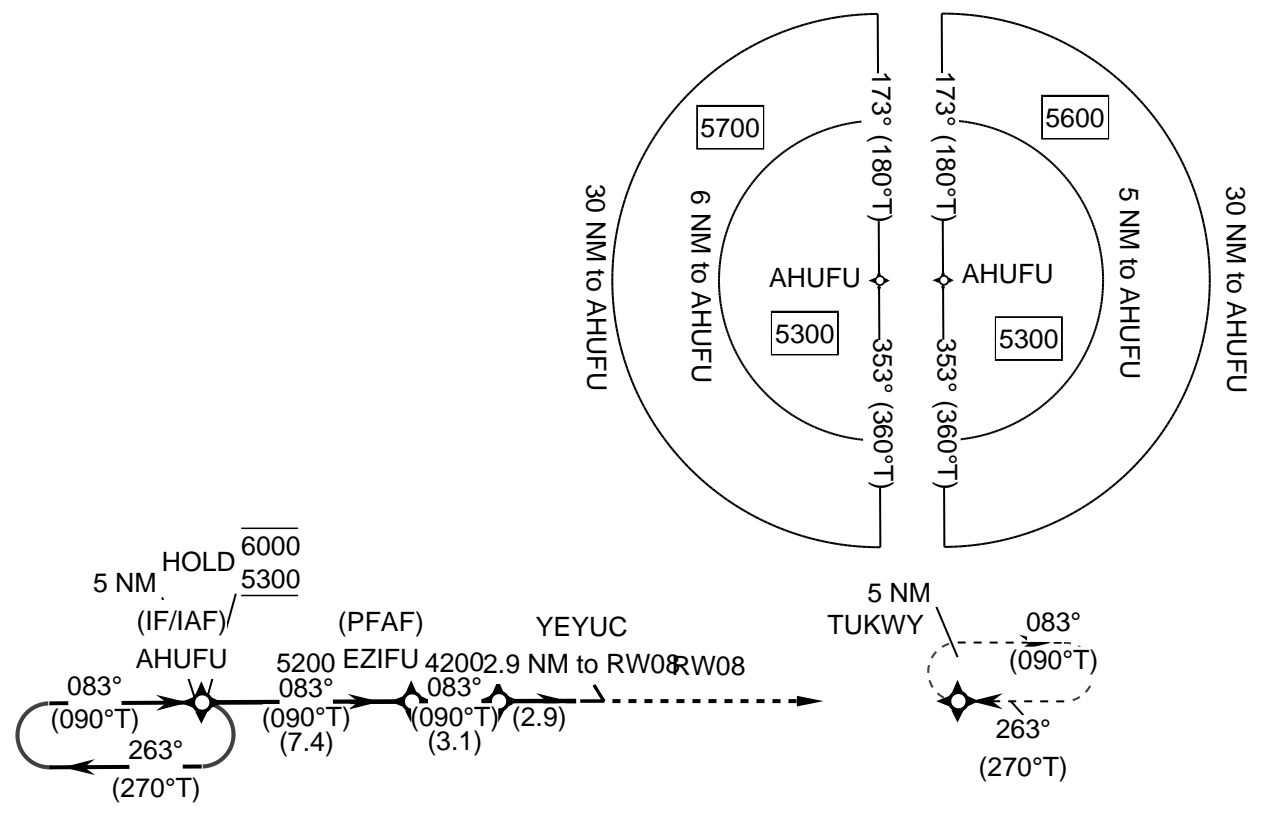 173° (180°T)
173° (180°T)
5700
5600
30 NM to AHUFU
6 NM to AHUFU
5 NM to AHUFU
30 NM to AHUFU
AHUFU
AHUFU
5300
5300
353° (360°T)
353° (360°T)
HOLD
6000
5300
5 NM
(IF/IAF)
AHUFU
083°
(090°T)
263°
(270°T)
5200
083°
(090°T)
(7.4)
(PFAF)
EZIFU
4200
083°
(090°T)
(3.1)
YEYUC
2.9 NM to RW08
(2.9)
RW08
5 NM
TUKWY
083°
(090°T)
263°
(270°T)